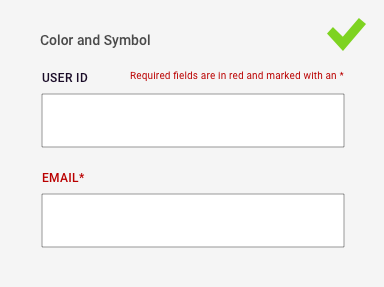 Color and Symbol
USER ID Required fields are in red and marked with an *
EMAIL*